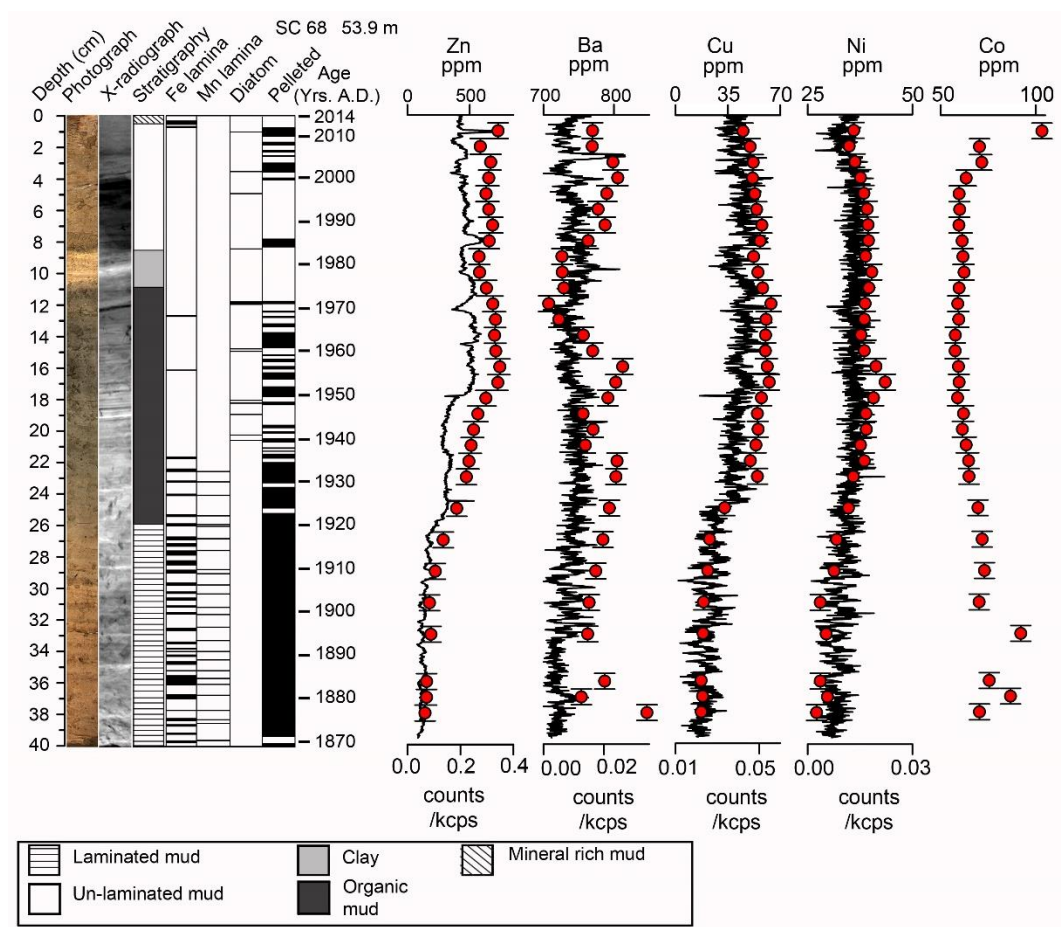 SC 68 53.9 m
Depth (cm)
Photograph
X-radiograph
Stratigraphy
Fe lamina
Mn lamina
Diatom
Pelleted
Age
(Yrs. A.D.)
Zn
ppm
Ba
ppm
Cu
ppm
Ni
ppm
Co
ppm
0 500
700 800
0 35 70
25 50
50 100
0
2
4
6
8
10
12
14
16
18
20
22
24
26
28
30
32
34
36
38
40
2014
2010
2000
1990
1980
1970
1960
1950
1940
1930
1920
1910
1900
1890
1880
1870
0.0 0.2 0.4
counts
/kcps
0.00 0.02
counts
/kcps
0.01 0.05
counts
/kcps
0.00 0.03
counts
/kcps
Laminated mud
Un-laminated mud
Clay
Organic
mud
Mineral rich mud